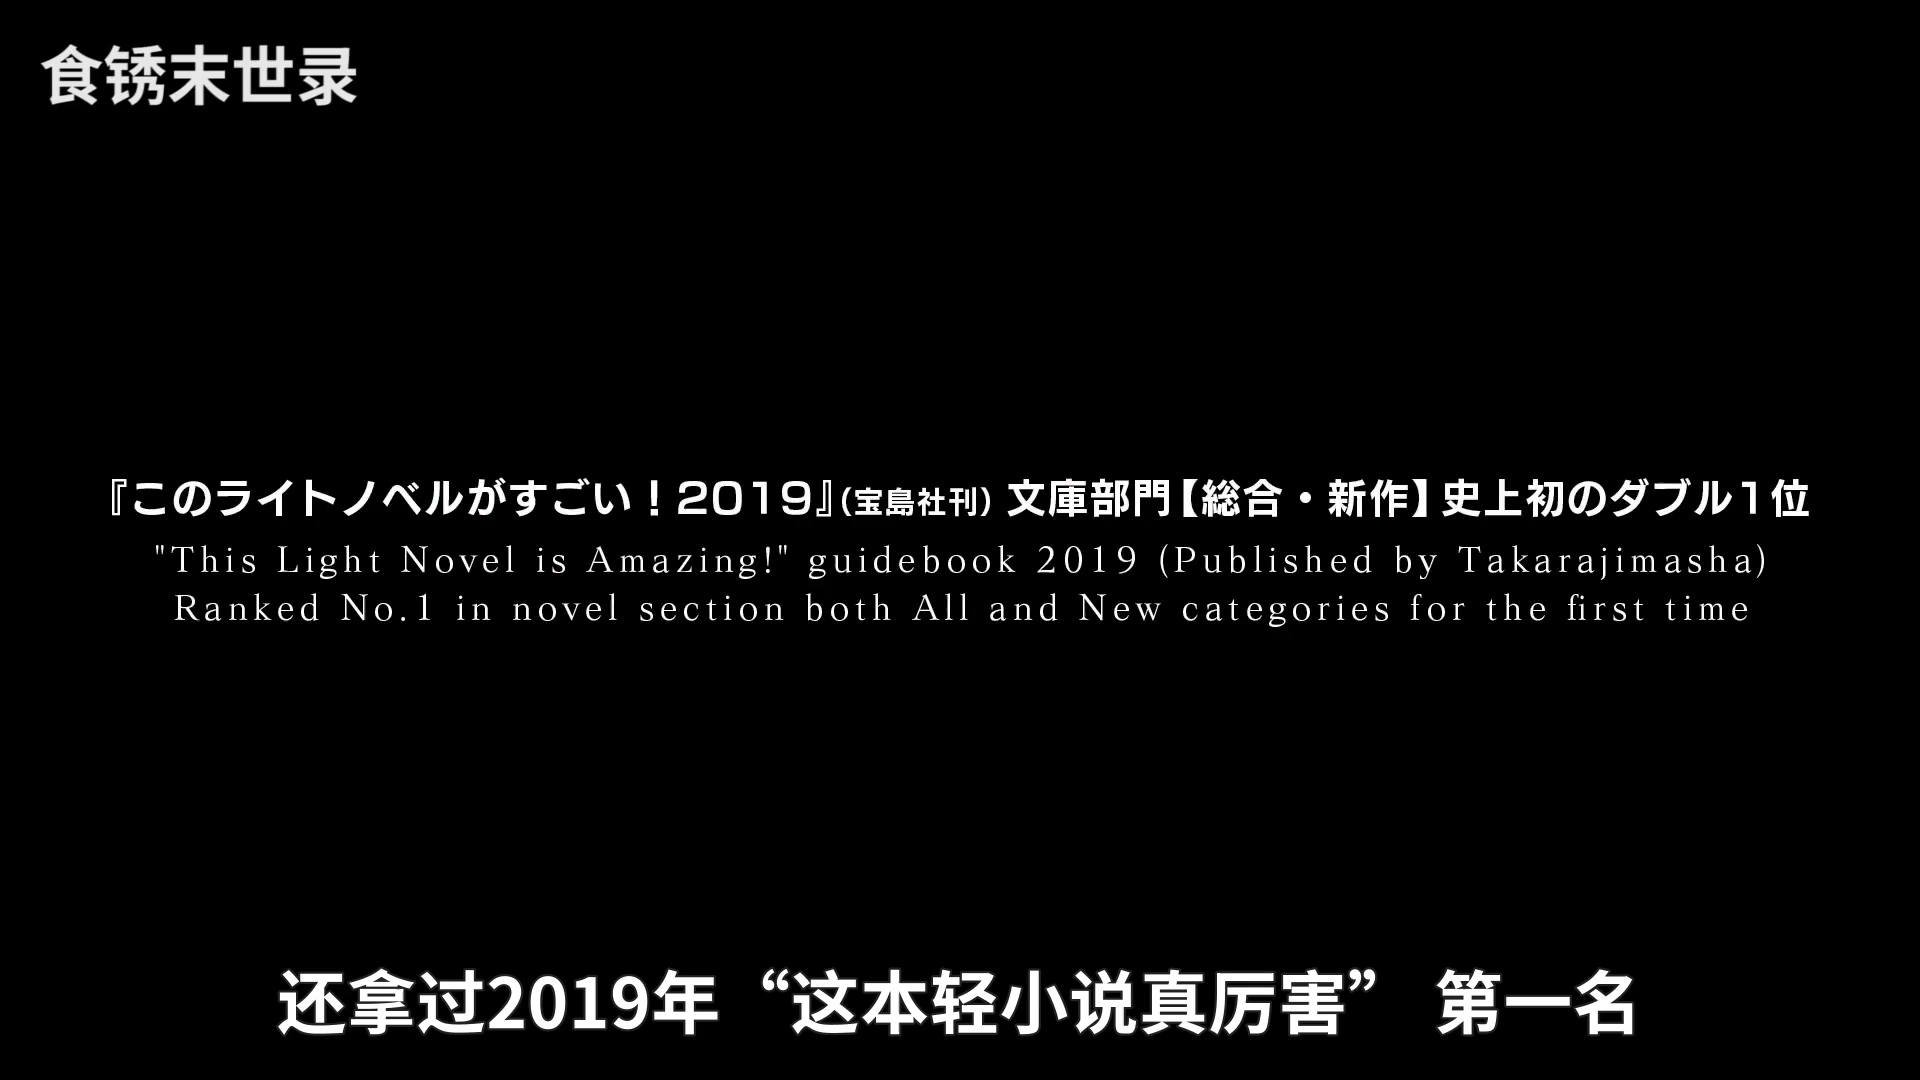 食锈末世录
『このライトノベルがすごい！2019』（宝島社刊） 文庫部門【総合・新作】史上初のダブル1位
"This Light Novel is Amazing!" guidebook 2019 (Published by Takarajimasha)
Ranked No.1 in novel section both All and New categories for the first time
还拿过2019年“这本轻小说真厉害” 第一名